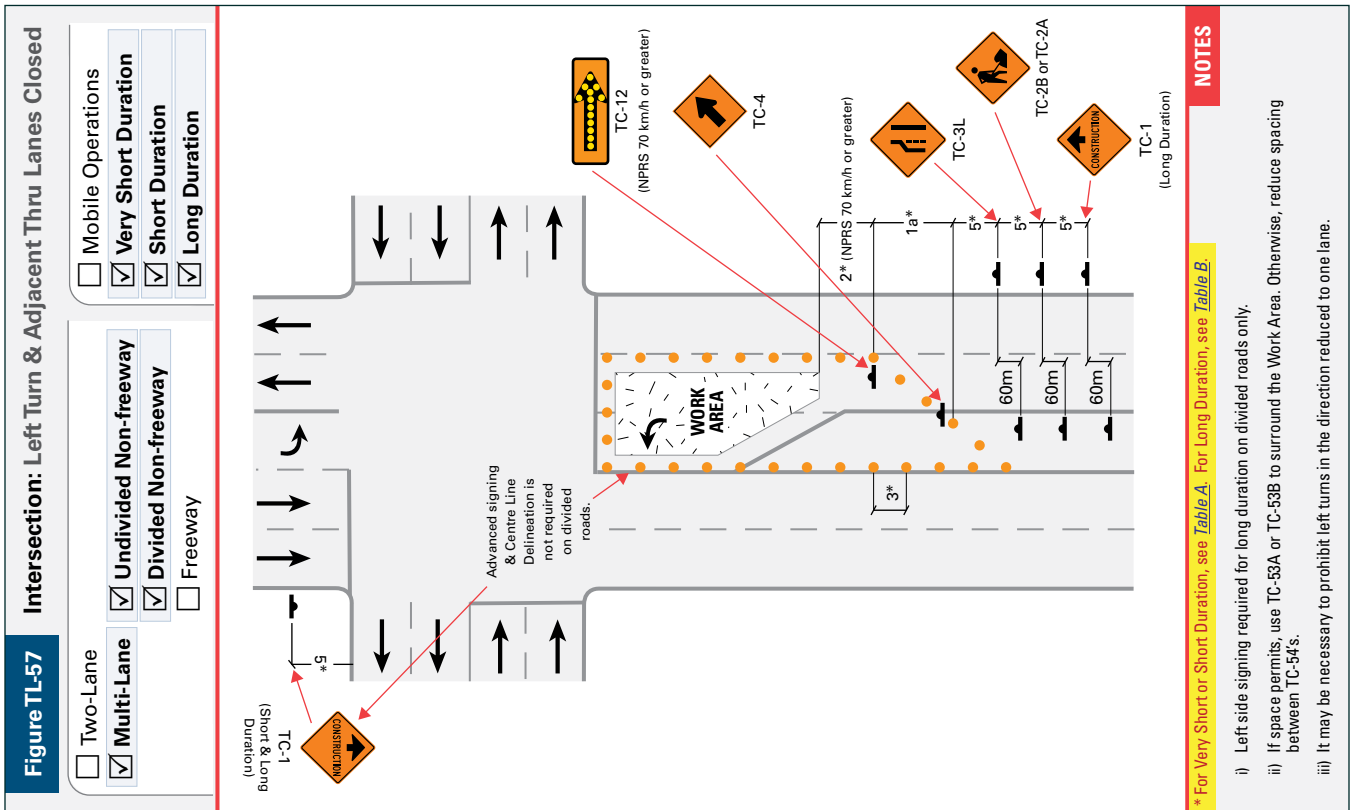 Figure TL-57
Intersection: Left Turn & Adjacent Thru Lanes Closed
Two-Lane
Multi-Lane
Undivided Non-freeway
Divided Non-freeway
Freeway
Mobile Operations
Very Short Duration
Short Duration
Long Duration
TC-1
(Short & Long
Duration)
CONSTRUCTION
5*
Advanced signing
& Centre Line
Delineation is
not required
on divided
roads.
WORK
AREA
3*
TC-12
(NPRS 70 km/h or greater)
TC-4
2* (NPRS 70 km/h or greater)
1a*
5*
5*
5*
60m
60m
60m
TC-3L
TC-2B or TC-2A
CONSTRUCTION
TC-1
(Long Duration)
* For Very Short or Short Duration, see Table A. For Long Duration, see Table B.
NOTES
i) Left side signing required for long duration on divided roads only.
ii) If space permits, use TC-53A or TC-53B to surround the Work Area. Otherwise, reduce spacing
between TC-54's.
iii) It may be necessary to prohibit left turns in the direction reduced to one lane.